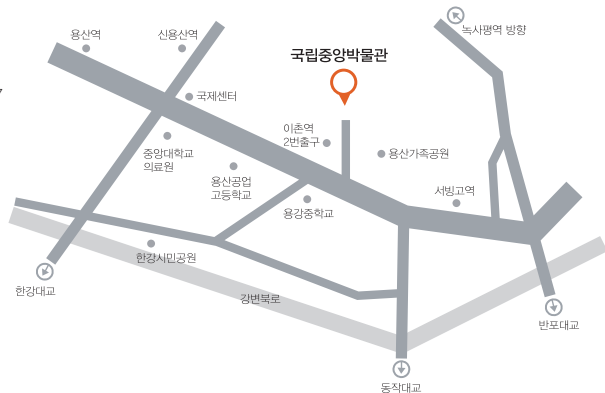 용산역
신용산역
녹사평역 방향
국립중앙박물관
국제센터
이촌역
2번출구
중앙대학교
의료원
용산가족공원
용산공업
고등학교
서빙고역
용강중학교
한강시민공원
한강대교
강변북로
반포대교
동작대교